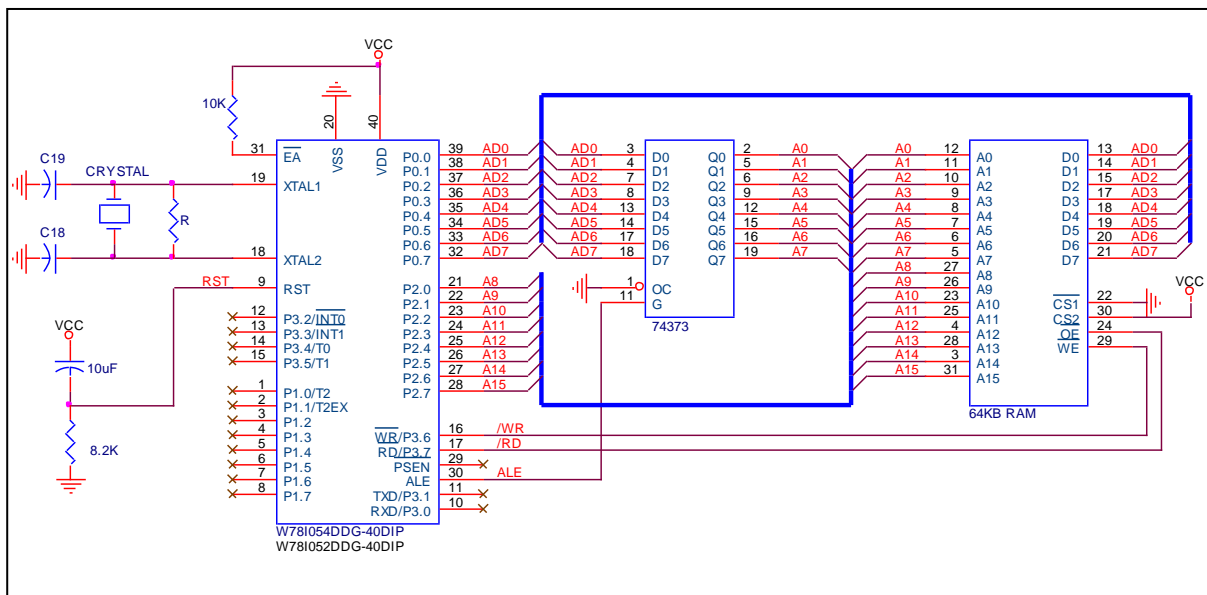 VCC
10K
20
40
31
EA
VSS
VDD
C19
CRYSTAL
19
XTAL1
R
C18
18
XTAL2
RST
9
RST
VCC
10uF
8.2K
12 P3.2/INT0
13 P3.3/INT1
14 P3.4/T0
15 P3.5/T1
1 P1.0/T2
2 P1.1/T2EX
3 P1.2
4 P1.3
5 P1.4
6 P1.5
7 P1.6
8 P1.7
P0.0 39 AD0
P0.1 38 AD1
P0.2 37 AD2
P0.3 36 AD3
P0.4 35 AD4
P0.5 34 AD5
P0.6 33 AD6
P0.7 32 AD7
P2.0 21 A8
P2.1 22 A9
P2.2 23 A10
P2.3 24 A11
P2.4 25 A12
P2.5 26 A13
P2.6 27 A14
P2.7 28 A15
WR/P3.6 16 /WR
RD/P3.7 17 /RD
PSEN 29
ALE 30 ALE
TXD/P3.1 11
RXD/P3.0 10
W78I054DDG-40DIP
W78I052DDG-40DIP
AD0 3 D0 Q0 2 A0
AD1 4 D1 Q1 5 A1
AD2 7 D2 Q2 6 A2
AD3 8 D3 Q3 9 A3
AD4 13 D4 Q4 12 A4
AD5 14 D5 Q5 15 A5
AD6 17 D6 Q6 16 A6
AD7 18 D7 Q7 19 A7
1 OC
11 G
74373
A0 12 A0
A1 11 A1
A2 10 A2
A3 9 A3
A4 8 A4
A5 7 A5
A6 6 A6
A7 5 A7
A8 27 A8
A9 26 A9
A10 23 A10
A11 25 A11
A12 4 A12
A13 28 A13
A14 3 A14
A15 31 A15
D0 13 AD0
D1 14 AD1
D2 15 AD2
D3 17 AD3
D4 18 AD4
D5 19 AD5
D6 20 AD6
D7 21 AD7
VCC
CS1 22
CS2 30
OE 24
WE 29
64KB RAM